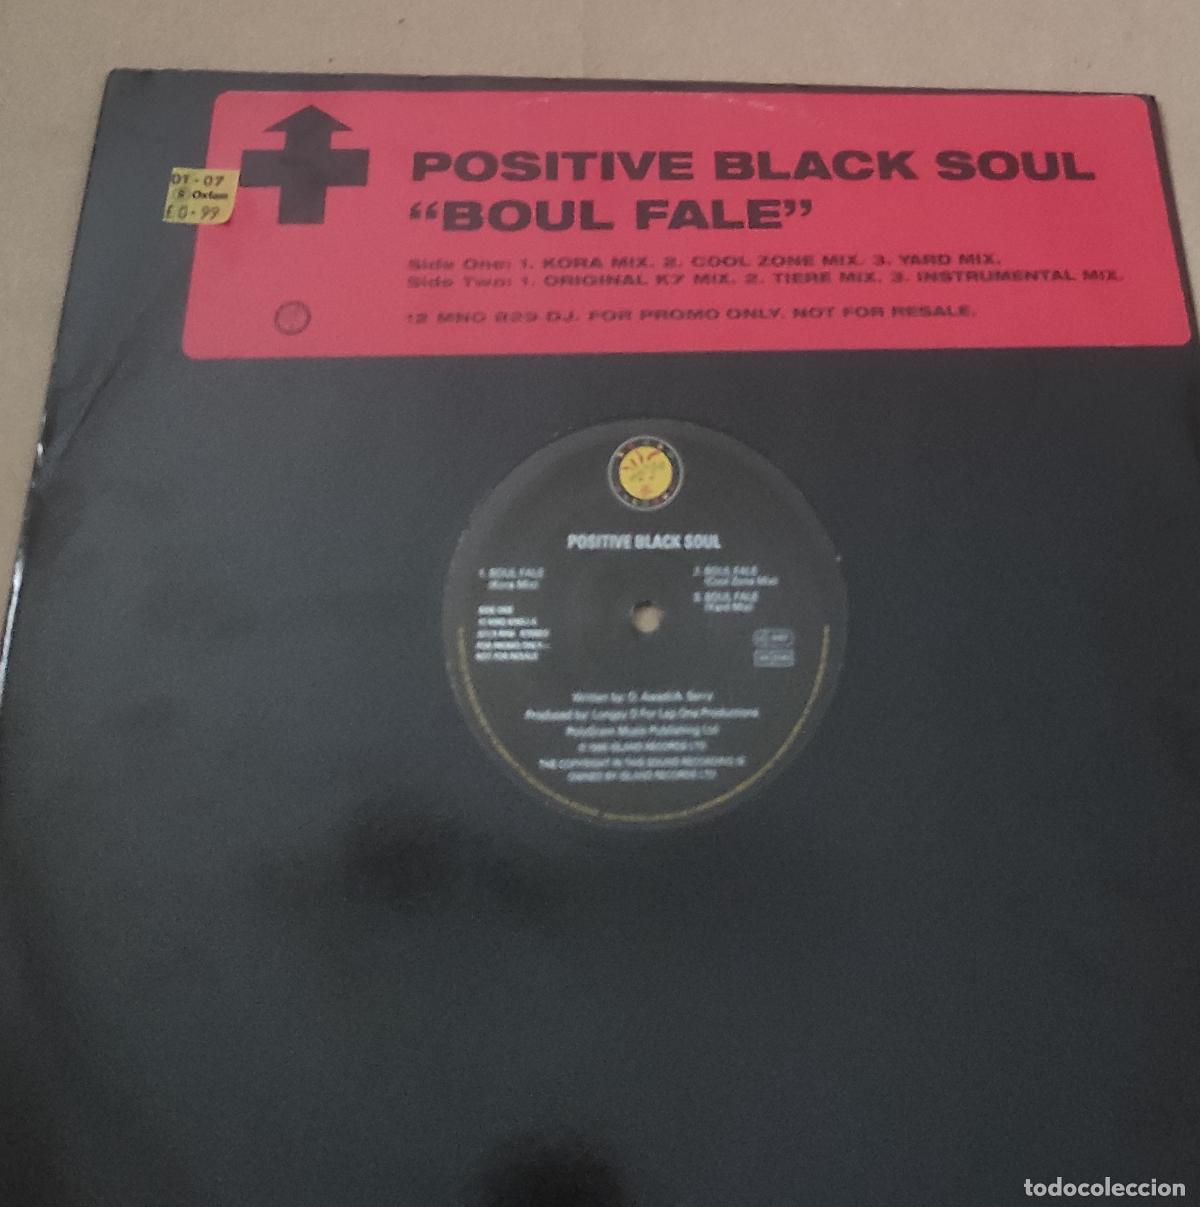 POSITIVE BLACK SOUL
"BOUL FALE"
Side One: 1. KORA MIX. 2. COOL ZONE MIX. 3. YARD MIX.
Side Two: 1. ORIGINAL K7 MIX. 2. TIERE MIX. 3. INSTRUMENTAL MIX.
12 MNG 829 DJ. FOR PROMO ONLY. NOT FOR RESALE.
01-07
Oxfam
£0-99
POSITIVE BLACK SOUL
1. BOUL FALE
(Kora Mix)
2. BOUL FALE
(Cool Zone Mix)
3. BOUL FALE
(Yard Mix)
SIDE ONE
STEREO
FOR PROMO ONLY -
NOT FOR RESALE
Written by: D. Awadi/A. Barry
Produced by: Longsy D For Lap One Productions
PolyGram Music Publishing Ltd
ISLAND RECORDS LTD
THE COPYRIGHT IN THIS SOUND RECORDING IS
OWNED BY ISLAND RECORDS LTD
todocoleccion